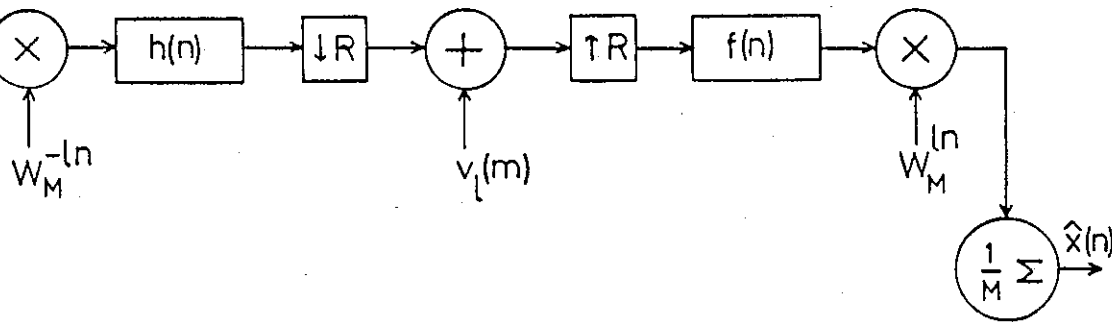 × h(n) ↓R + ↑R f(n) ×
W_M^{-ln} v_l(m) W_M^{ln}
1/M Σ x̂(n)